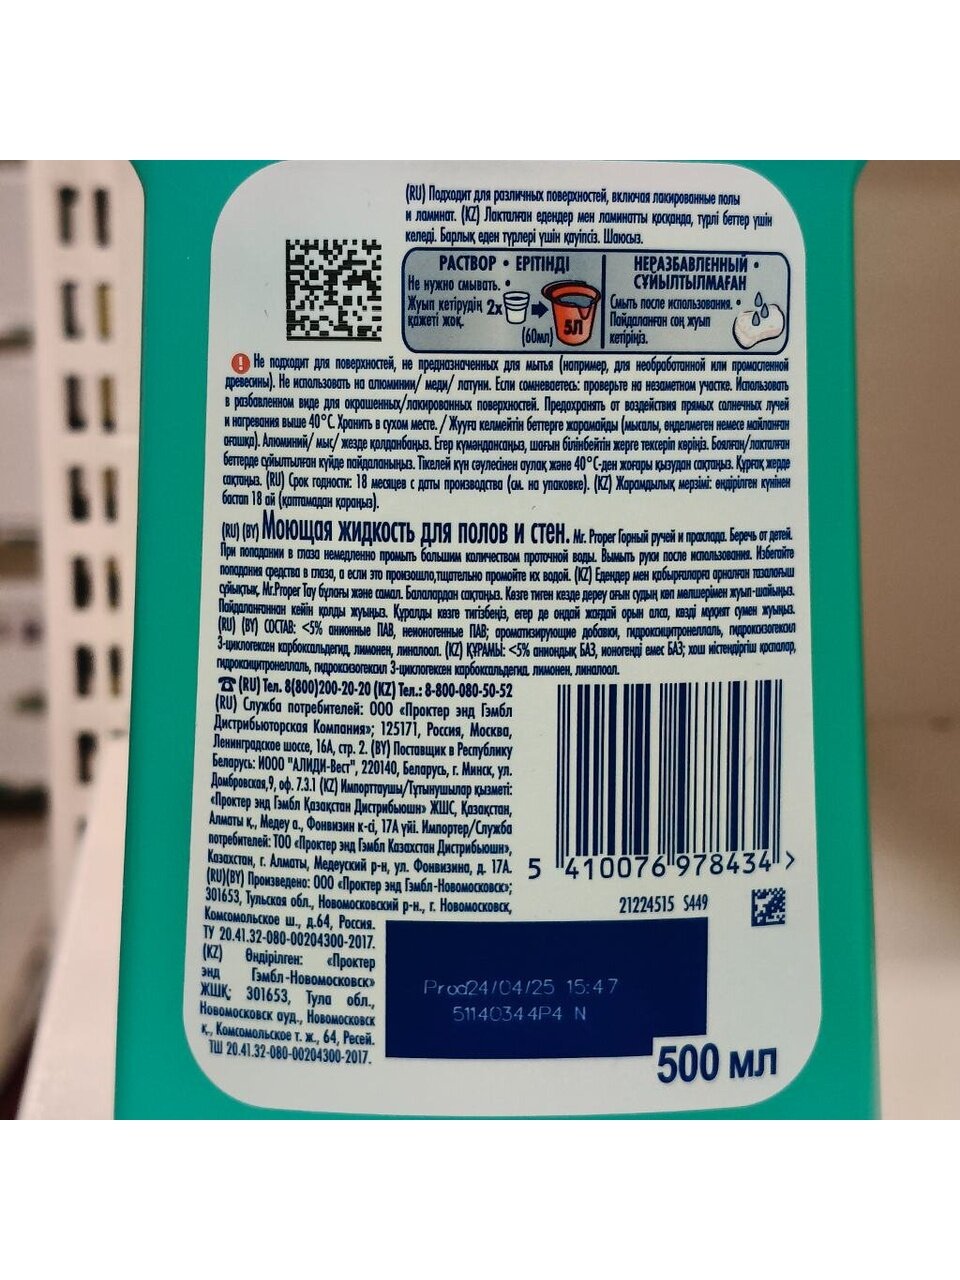 (RU) Подходит для различных поверхностей, включая лакированные полы
и ламинат. (KZ) Лакталған едендер мен ламинатты қосқанда, түрлі беттер үшін
келеді. Барлық еден түрлері үшін қауіпсіз. Шаюсыз.
РАСТВОР • ЕРІТІНДІ
Не нужно смывать. •
Жуып кетірудің
қажеті жоқ.
2x
(60мл)
5Л
НЕРАЗБАВЛЕННЫЙ •
СҰЙЫЛТЫЛМАҒАН
Смыть после использования. •
Пайдаланған соң жуып
кетіріңіз.
Не подходит для поверхностей, не предназначенных для мытья (например, для необработанной или промасленной
древесины). Не использовать на алюминии/ меди/ латуни. Если сомневаетесь: проверьте на незаметном участке. Использовать
в разбавленном виде для окрашенных/лакированных поверхностей. Предохранять от воздействия прямых солнечных лучей
и нагревания выше 40°С. Хранить в сухом месте. / Жууға келмейтін беттерге жарамайды (мысалы, өңделмеген немесе майланған
ағашқа). Алюминий/ мыс/ жезде қолданбаңыз. Егер күмәндансаңыз, шағын білінбейтін жерге тексеріп көріңіз. Боялған/лакталған
беттерде сұйылтылған күйде пайдаланыңыз. Тікелей күн сәулесінен аулақ және 40°С-ден жоғары қызудан сақтаңыз. Құрғақ жерде
сақтаңыз. (RU) Срок годности: 18 месяцев с даты производства (см. на упаковке). (KZ) Жарамдылық мерзімі: өндірілген күнінен
бастап 18 ай (қаптамадан қараңыз).
(RU) (BY) Моющая жидкость для полов и стен. Mr. Proper Горный ручей и прохлада. Беречь от детей.
При попадании в глаза немедленно промыть большим количеством проточной воды. Вымыть руки после использования. Избегайте
попадания средства в глаза, а если это произошло,тщательно промойте их водой. (KZ) Едендер мен қабырғаларға арналған тазалағыш
сұйықтық. Mr.Proper Тау бұлағы және самал. Балалардан сақтаңыз. Көзге тиген кезде дереу ағын судың көп мөлшерімен жуып-шайыңыз.
Пайдаланғаннан кейін қолды жуыңыз. Құралды көзге тигізбеңіз, егер де ондай жағдай орын алса, көзді мұқият сумен жуыңыз.
(RU) (BY) СОСТАВ: <5% анионные ПАВ, неионогенные ПАВ; ароматизирующие добавки, гидроксицитронеллаль, гидроксиизогексил
3-циклогексен карбоксальдегид, лимонен, линалоол. (KZ) ҚҰРАМЫ: <5% аниондық БАЗ, ионогенді емес БАЗ; хош иістендіргіш қоспалар,
гидроксицитронеллаль, гидроксиизогексил 3-циклогексен карбоксальдегид, лимонен, линалоол.
(RU) Тел. 8(800)200-20-20 (KZ) Тел.: 8-800-080-50-52
(RU) Служба потребителей: ООО «Проктер энд Гэмбл
Дистрибьюторская Компания»; 125171, Россия, Москва,
Ленинградское шоссе, 16А, стр. 2. (BY) Поставщик в Республику
Беларусь: ИООО "АЛИДИ-Вест", 220140, Беларусь, г. Минск, ул.
Домбровская,9, оф. 7.3.1 (KZ) Импорттаушы/Тұтынушылар қызметі:
«Проктер энд Гэмбл Қазақстан Дистрибьюшн» ЖШС, Қазақстан,
Алматы қ., Медеу а., Фонвизин к-сі, 17А үйі. Импортер/Служба
потребителей: ТОО «Проктер энд Гэмбл Казахстан Дистрибьюшн»,
Казахстан, г. Алматы, Медеуский р-н, ул. Фонвизина, д. 17А.
(RU)(BY) Произведено: ООО «Проктер энд Гэмбл-Новомосковск»;
301653, Тульская обл., Новомосковский р-н., г. Новомосковск,
Комсомольское ш., д.64, Россия.
ТУ 20.41.32-080-00204300-2017.
(KZ) Өндірілген: «Проктер
энд Гэмбл-Новомосковск»
ЖШҚ; 301653, Тула обл.,
Новомосковск ауд., Новомосковск
қ., Комсомольское т. ж., 64, Ресей.
ТШ 20.41.32-080-00204300-2017.
5 410076 978434 >
21224515 S449
Prod24/04/25 15:47
51140344P4 N
500 мл